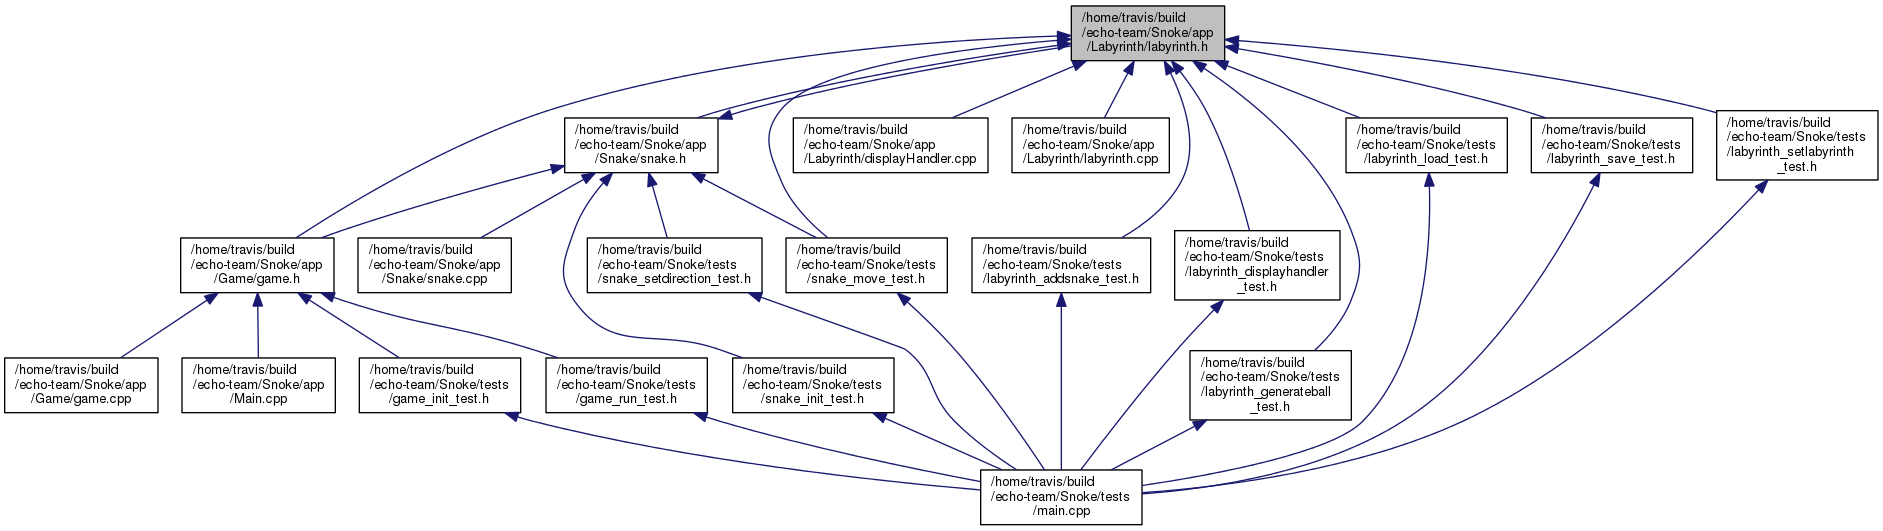 /home/travis/build
/echo-team/Snoke/app
/Labyrinth/labyrinth.h
/home/travis/build
/echo-team/Snoke/app
/Snake/snake.h
/home/travis/build
/echo-team/Snoke/app
/Labyrinth/displayHandler.cpp
/home/travis/build
/echo-team/Snoke/app
/Labyrinth/labyrinth.cpp
/home/travis/build
/echo-team/Snoke/tests
/labyrinth_load_test.h
/home/travis/build
/echo-team/Snoke/tests
/labyrinth_save_test.h
/home/travis/build
/echo-team/Snoke/tests
/labyrinth_setlabyrinth
_test.h
/home/travis/build
/echo-team/Snoke/app
/Game/game.h
/home/travis/build
/echo-team/Snoke/app
/Snake/snake.cpp
/home/travis/build
/echo-team/Snoke/tests
/snake_setdirection_test.h
/home/travis/build
/echo-team/Snoke/tests
/snake_move_test.h
/home/travis/build
/echo-team/Snoke/tests
/labyrinth_addsnake_test.h
/home/travis/build
/echo-team/Snoke/tests
/labyrinth_displayhandler
_test.h
/home/travis/build
/echo-team/Snoke/app
/Game/game.cpp
/home/travis/build
/echo-team/Snoke/app
/Main.cpp
/home/travis/build
/echo-team/Snoke/tests
/game_init_test.h
/home/travis/build
/echo-team/Snoke/tests
/game_run_test.h
/home/travis/build
/echo-team/Snoke/tests
/snake_init_test.h
/home/travis/build
/echo-team/Snoke/tests
/labyrinth_generateball
_test.h
/home/travis/build
/echo-team/Snoke/tests
/main.cpp